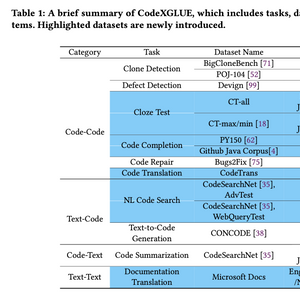 Table 1: A brief summary of CodeXGLUE, which includes tasks, d
tems. Highlighted datasets are newly introduced.
Category Task Dataset Name
Code-Code
Clone Detection BigCloneBench [71]
POJ-104 [52]
Defect Detection Devign [99]
Cloze Test CT-all
CT-max/min [18]
Code Completion PY150 [62]
Github Java Corpus[4]
Code Repair Bugs2Fix [75]
Code Translation CodeTrans
Text-Code
NL Code Search CodeSearchNet [35],
AdvTest
CodeSearchNet [35],
WebQueryTest
Text-to-Code
Generation CONCODE [38]
Code-Text Code Summarization CodeSearchNet [35]
Text-Text Documentation
Translation Microsoft Docs